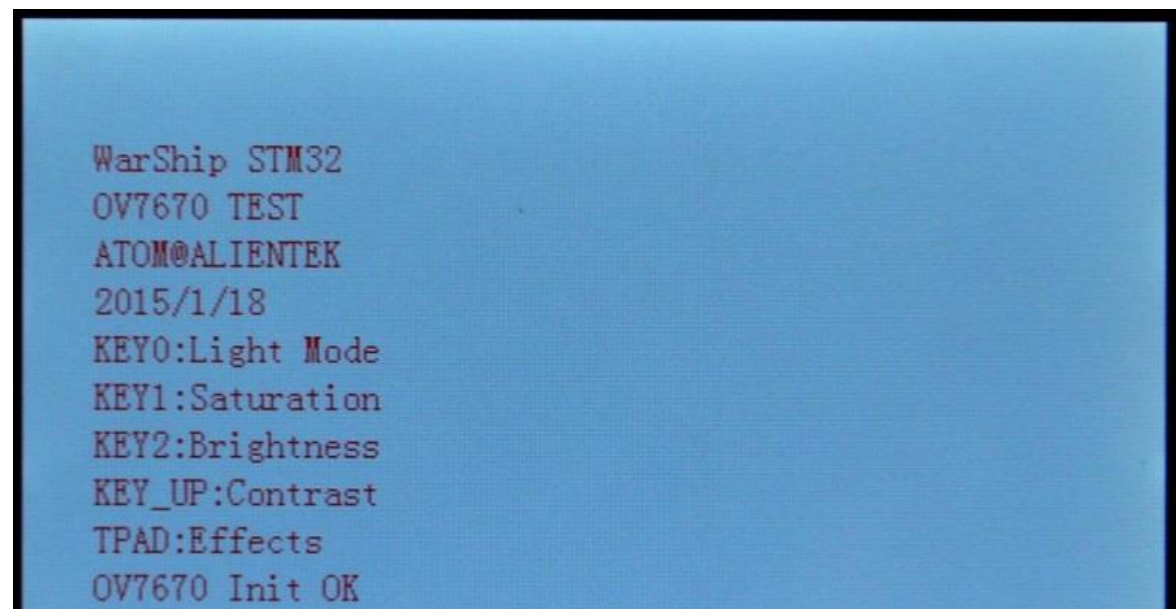 WarShip STM32
OV7670 TEST
ATOM@ALIENTEK
2015/1/18
KEY0:Light Mode
KEY1:Saturation
KEY2:Brightness
KEY_UP:Contrast
TPAD:Effects
OV7670 Init OK